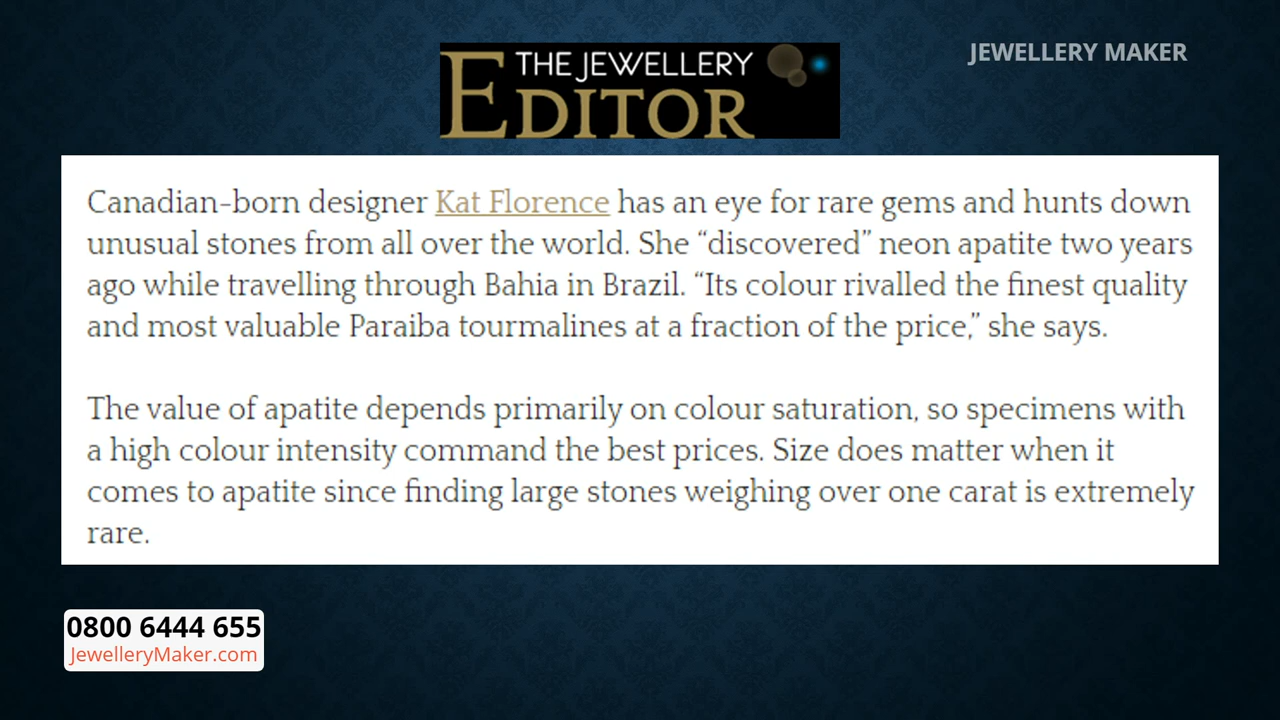 JEWELLERY MAKER
THE JEWELLERY
EDITOR
Canadian-born designer Kat Florence has an eye for rare gems and hunts down
unusual stones from all over the world. She “discovered” neon apatite two years
ago while travelling through Bahia in Brazil. “Its colour rivalled the finest quality
and most valuable Paraiba tourmalines at a fraction of the price,” she says.
The value of apatite depends primarily on colour saturation, so specimens with
a high colour intensity command the best prices. Size does matter when it
comes to apatite since finding large stones weighing over one carat is extremely
rare.
0800 6444 655
JewelleryMaker.com